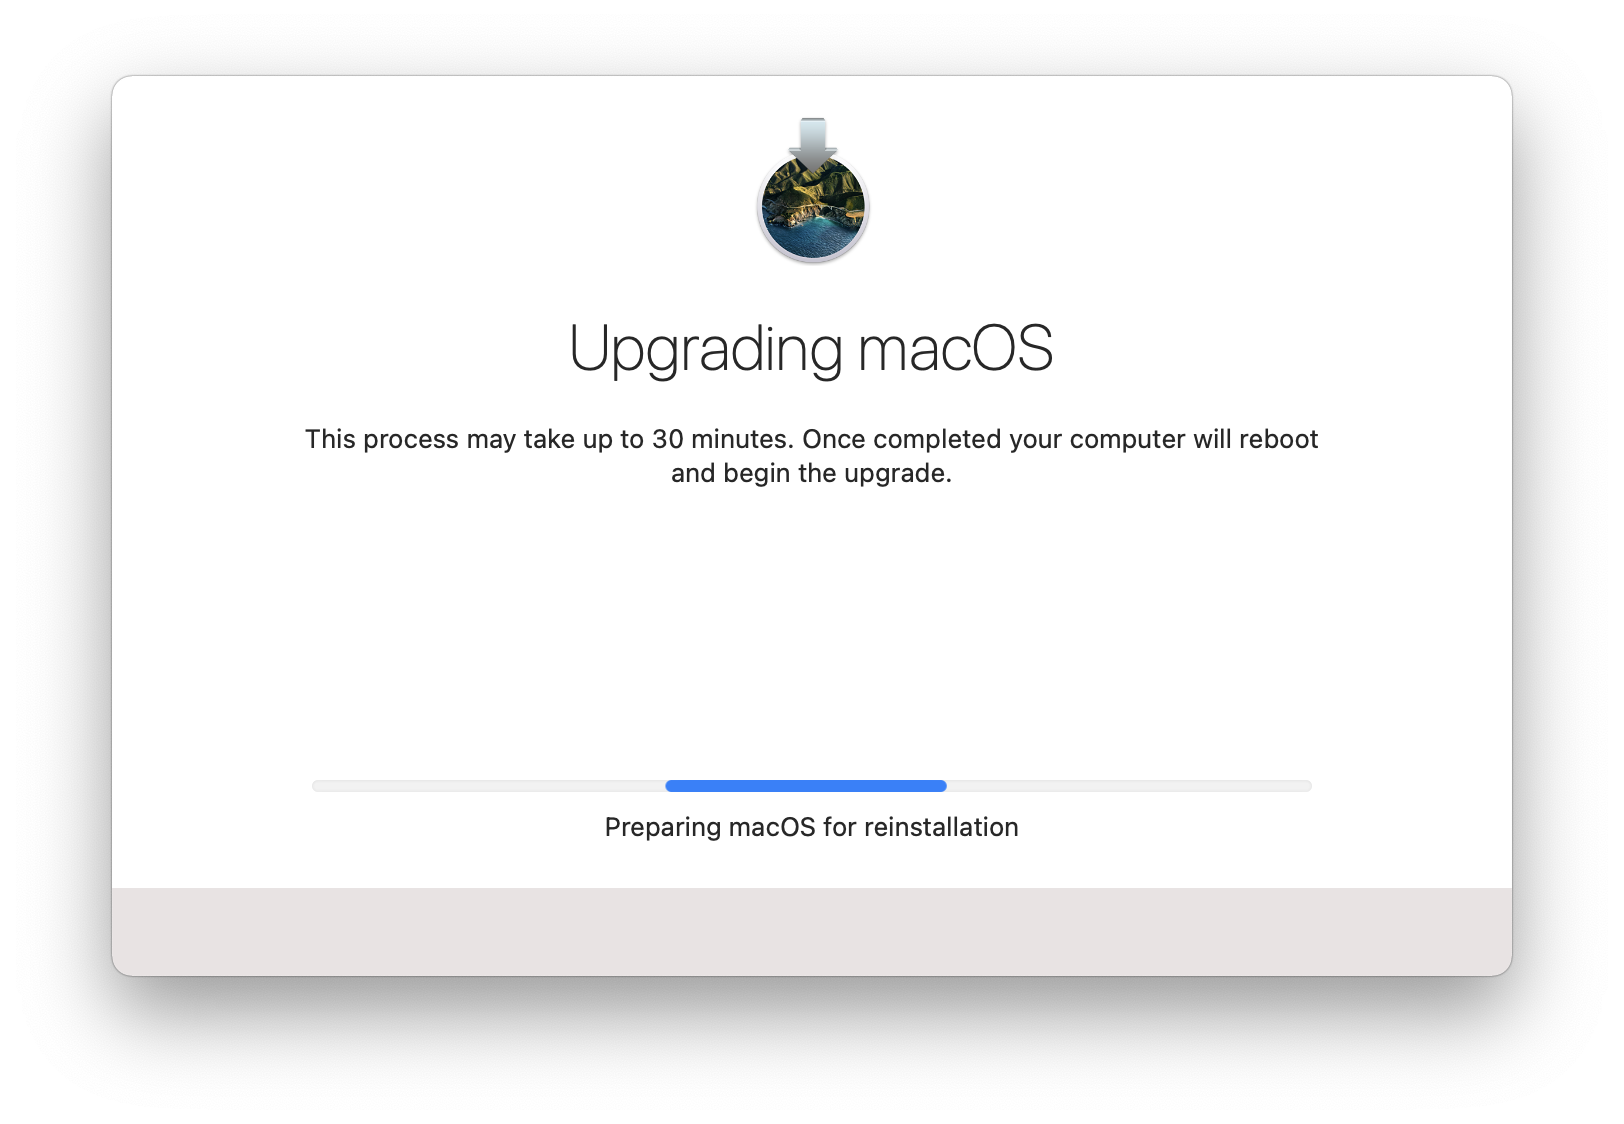 Upgrading macOS
This process may take up to 30 minutes. Once completed your computer will reboot
and begin the upgrade.
Preparing macOS for reinstallation